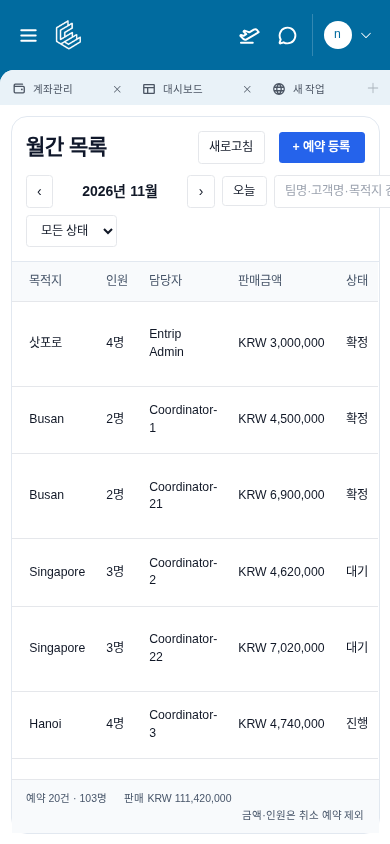 n
계좌관리 × 대시보드 × 새 작업 +
월간 목록 새로고침 + 예약 등록
‹ 2026년 11월 › 오늘 팀명·고객명·목적지
모든 상태
목적지 인원 담당자 판매금액 상태
삿포로 4명 Entrip Admin KRW 3,000,000 확정
Busan 2명 Coordinator-1 KRW 4,500,000 확정
Busan 2명 Coordinator-21 KRW 6,900,000 확정
Singapore 3명 Coordinator-2 KRW 4,620,000 대기
Singapore 3명 Coordinator-22 KRW 7,020,000 대기
Hanoi 4명 Coordinator-3 KRW 4,740,000 진행
예약 20건 · 103명 판매 KRW 111,420,000
금액·인원은 취소 예약 제외